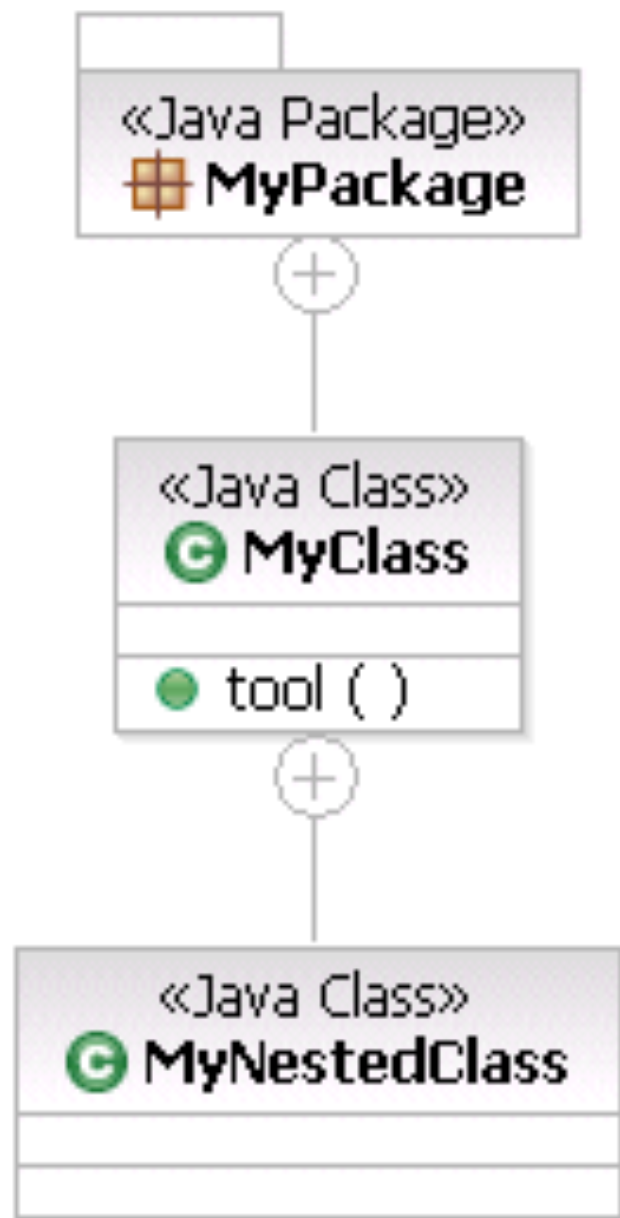 «Java Package»
MyPackage
«Java Class»
C MyClass
tool ( )
«Java Class»
C MyNestedClass